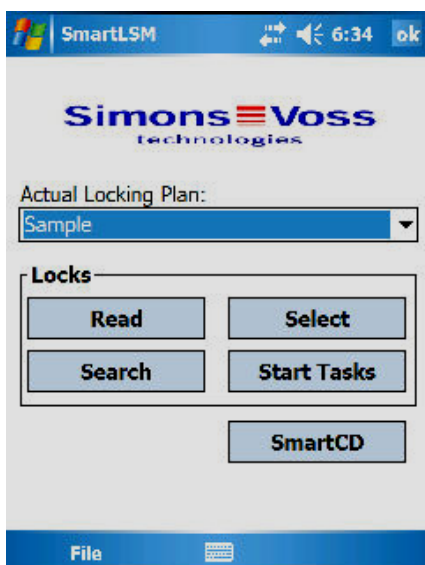 SmartLSM 6:34 ok
Simons Voss
technologies
Actual Locking Plan:
Sample
Locks
Read Select
Search Start Tasks
SmartCD
File